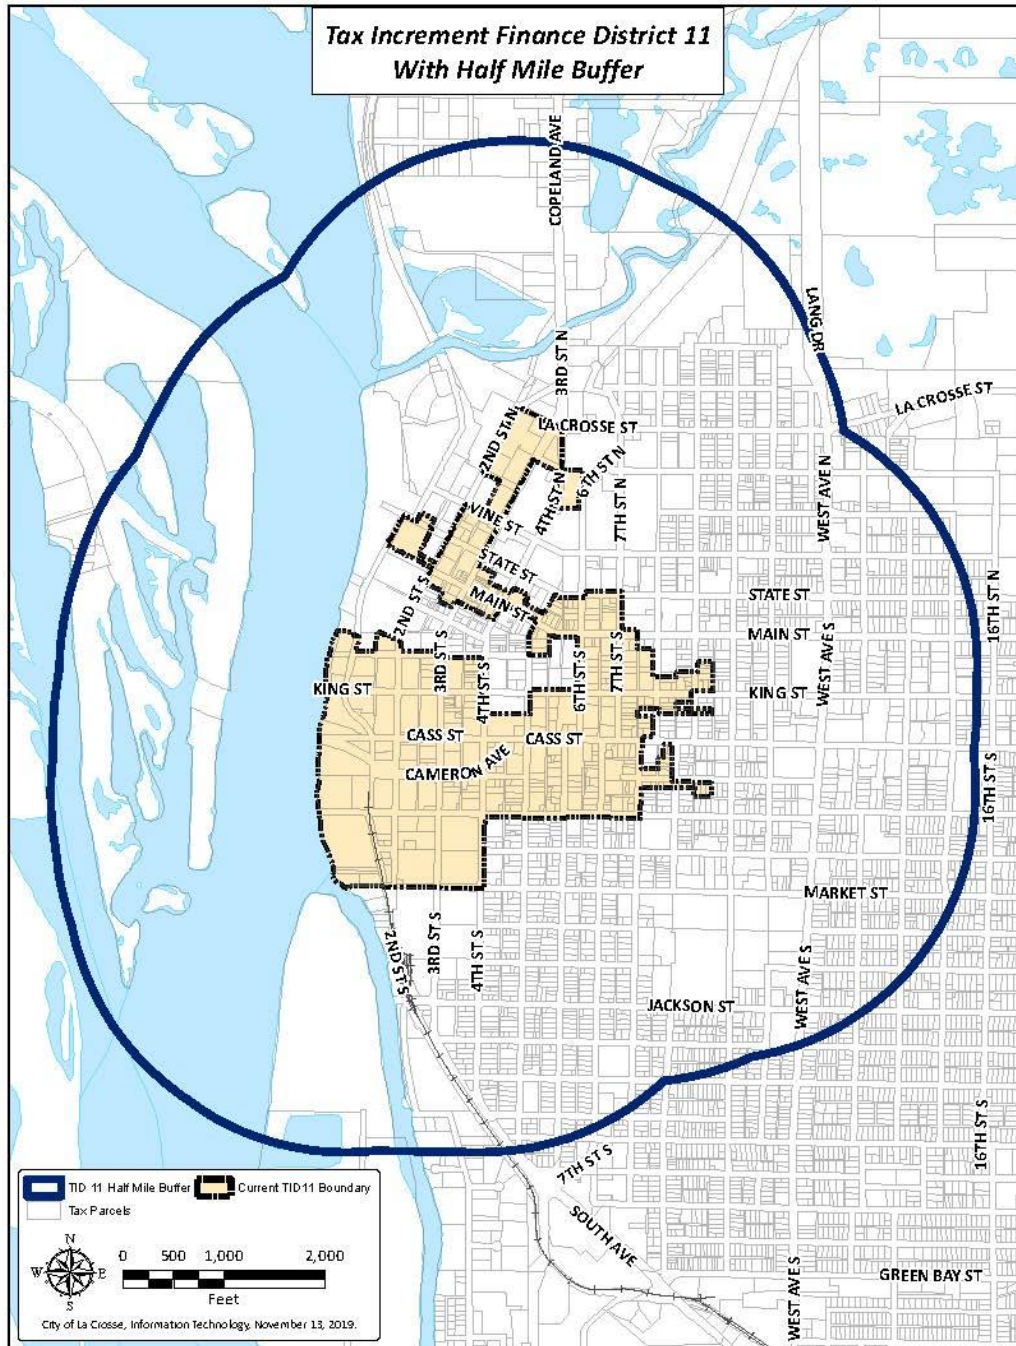 Tax Increment Finance District 11
With Half Mile Buffer
COPELAND AVE
LANG DR
3RD ST N
LA CROSSE ST
2ND ST N
LA CROSSE ST
6TH ST N
4TH ST N
7TH ST N
WEST AVE N
VINE ST
STATE ST
2ND ST S
MAIN ST
STATE ST
16TH ST N
MAIN ST
3RD ST S
4TH ST S
6TH ST S
7TH ST S
WEST AVE S
KING ST
KING ST
CASS ST
CASS ST
CAMERON AVE
16TH ST S
MARKET ST
2ND ST S
3RD ST S
4TH ST S
WEST AVE S
JACKSON ST
16TH ST S
7TH ST S
SOUTH AVE
WEST AVE S
GREEN BAY ST
TID 11 Half Mile Buffer
Current TID11 Boundary
Tax Parcels
N
W
E
S
0 500 1,000 2,000
Feet
City of La Crosse, Information Technology, November 13, 2019.